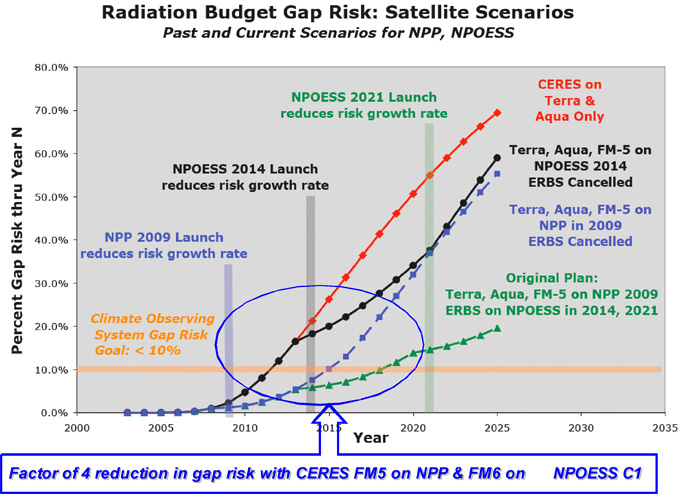 Radiation Budget Gap Risk: Satellite Scenarios
Past and Current Scenarios for NPP, NPOESS
Percent Gap Risk thru Year N
80.0%
70.0%
60.0%
50.0%
40.0%
30.0%
20.0%
10.0%
0.0%
NPOESS 2021 Launch
reduces risk growth rate
CERES on
Terra &
Aqua Only
NPOESS 2014 Launch
reduces risk growth rate
Terra, Aqua, FM-5 on
NPOESS 2014
ERBS Cancelled
NPP 2009 Launch
reduces risk growth rate
Terra, Aqua, FM-5 on
NPP in 2009
ERBS Cancelled
Original Plan:
Terra, Aqua, FM-5 on NPP 2009
ERBS on NPOESS in 2014, 2021
Climate Observing
System Gap Risk
Goal: < 10%
2000
2005
2010
2015
2020
2025
2030
2035
Year
Factor of 4 reduction in gap risk with CERES FM5 on NPP & FM6 on NPOESS C1